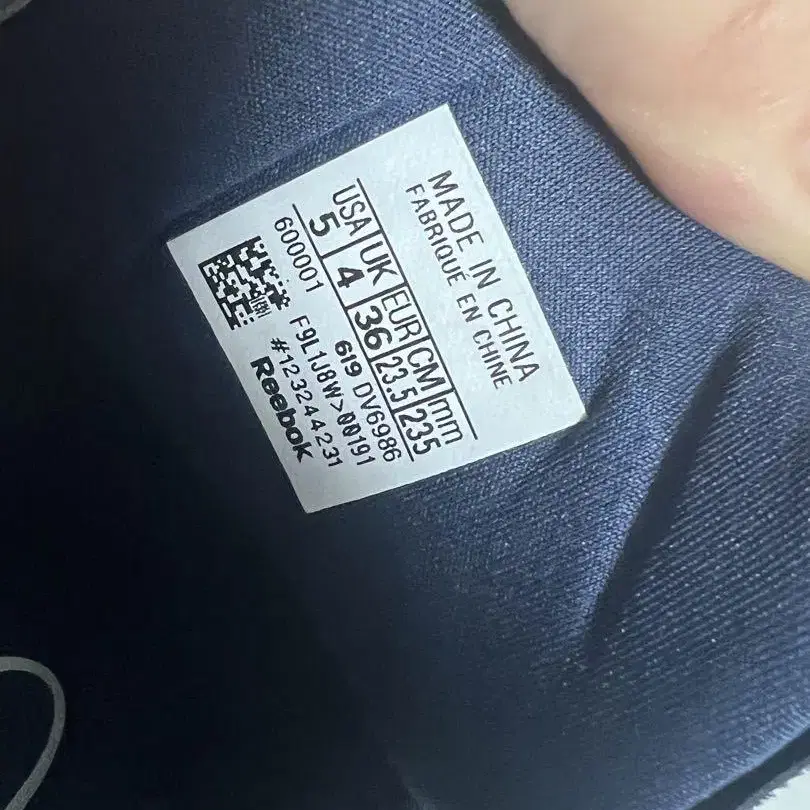 MADE IN CHINA
FABRIQUÉ EN CHINE
USA UK EUR CM mm
5 4 36 23.5 235
600001 619 DV6986
F9L1J8W>00191
#123244231
Reebok